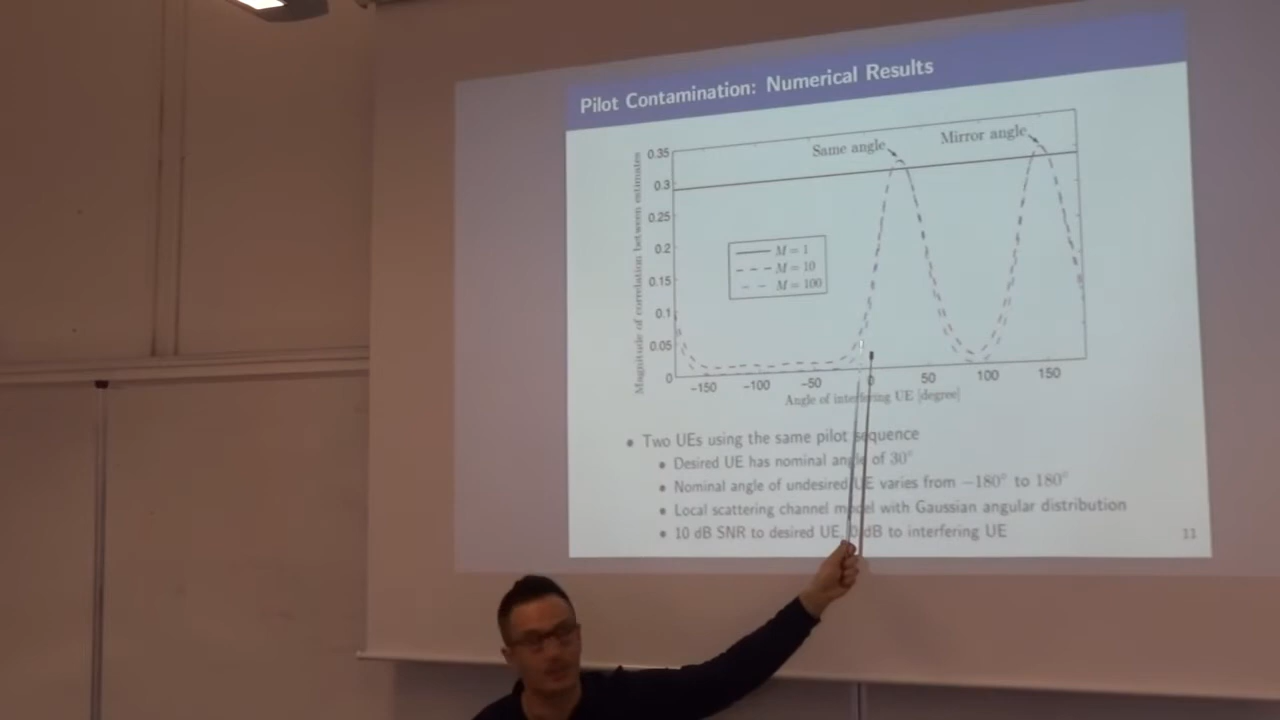 Pilot Contamination: Numerical Results
Same angle
Mirror angle
Magnitude of correlation between estimates
0.35
0.3
0.25
0.2
0.15
0.1
0.05
0
M = 1
M = 10
M = 100
−150
−100
−50
0
50
100
150
Angle of interfering UE [degree]
• Two UEs using the same pilot sequence
• Desired UE has nominal angle of 30°
• Nominal angle of undesired UE varies from −180° to 180°
• Local scattering channel model with Gaussian angular distribution
• 10 dB SNR to desired UE, 0 dB to interfering UE
11